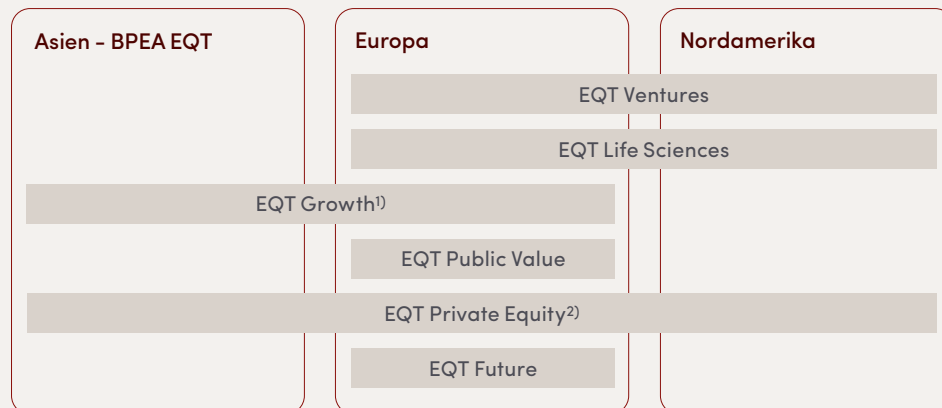 Asien - BPEA EQT
Europa
Nordamerika
EQT Ventures
EQT Life Sciences
EQT Growth¹⁾
EQT Public Value
EQT Private Equity²⁾
EQT Future